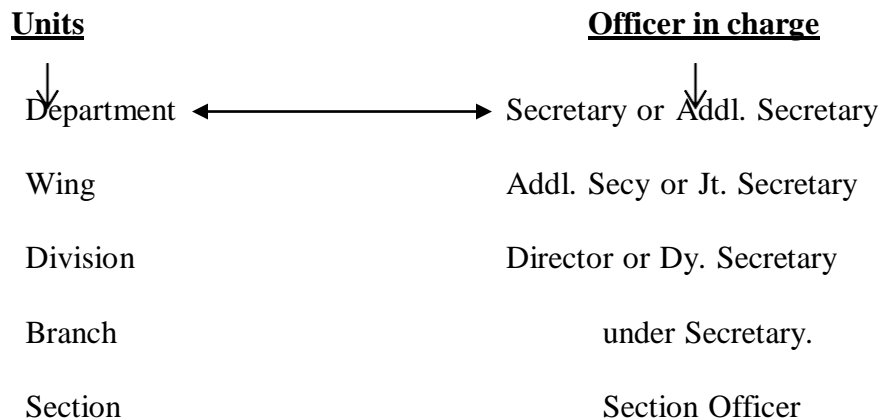 Units Officer in charge
Department Secretary or Addl. Secretary
Wing Addl. Secy or Jt. Secretary
Division Director or Dy. Secretary
Branch under Secretary.
Section Section Officer